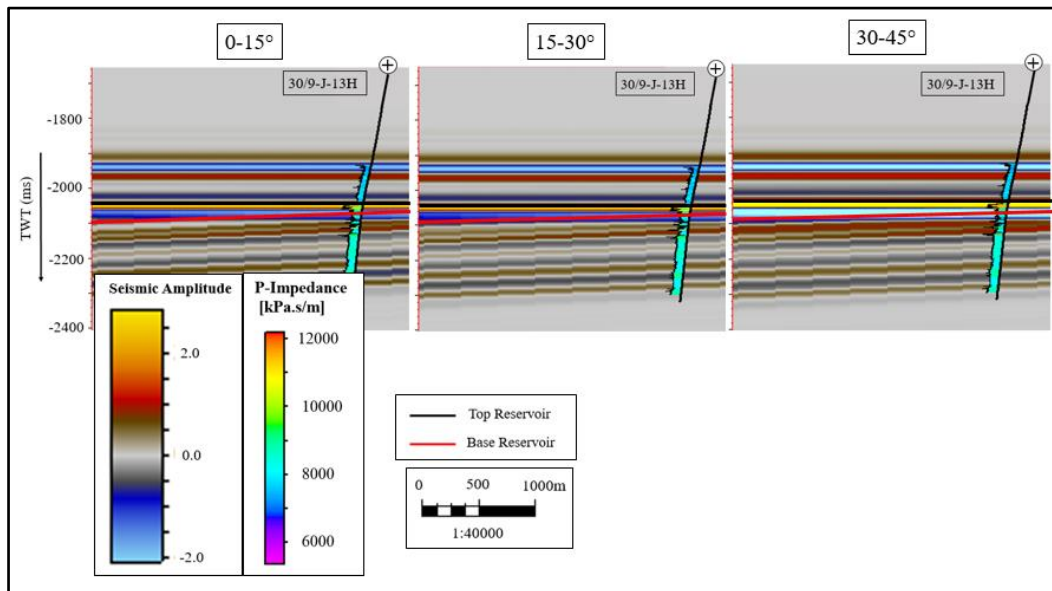 0-15°
15-30°
30-45°
30/9-J-13H
30/9-J-13H
30/9-J-13H
TWT (ms)
-1800
-2000
-2200
-2400
Seismic Amplitude
2.0
0.0
-2.0
P-Impedance
[kPa.s/m]
12000
10000
8000
6000
Top Reservoir
Base Reservoir
0 500 1000m
1:40000